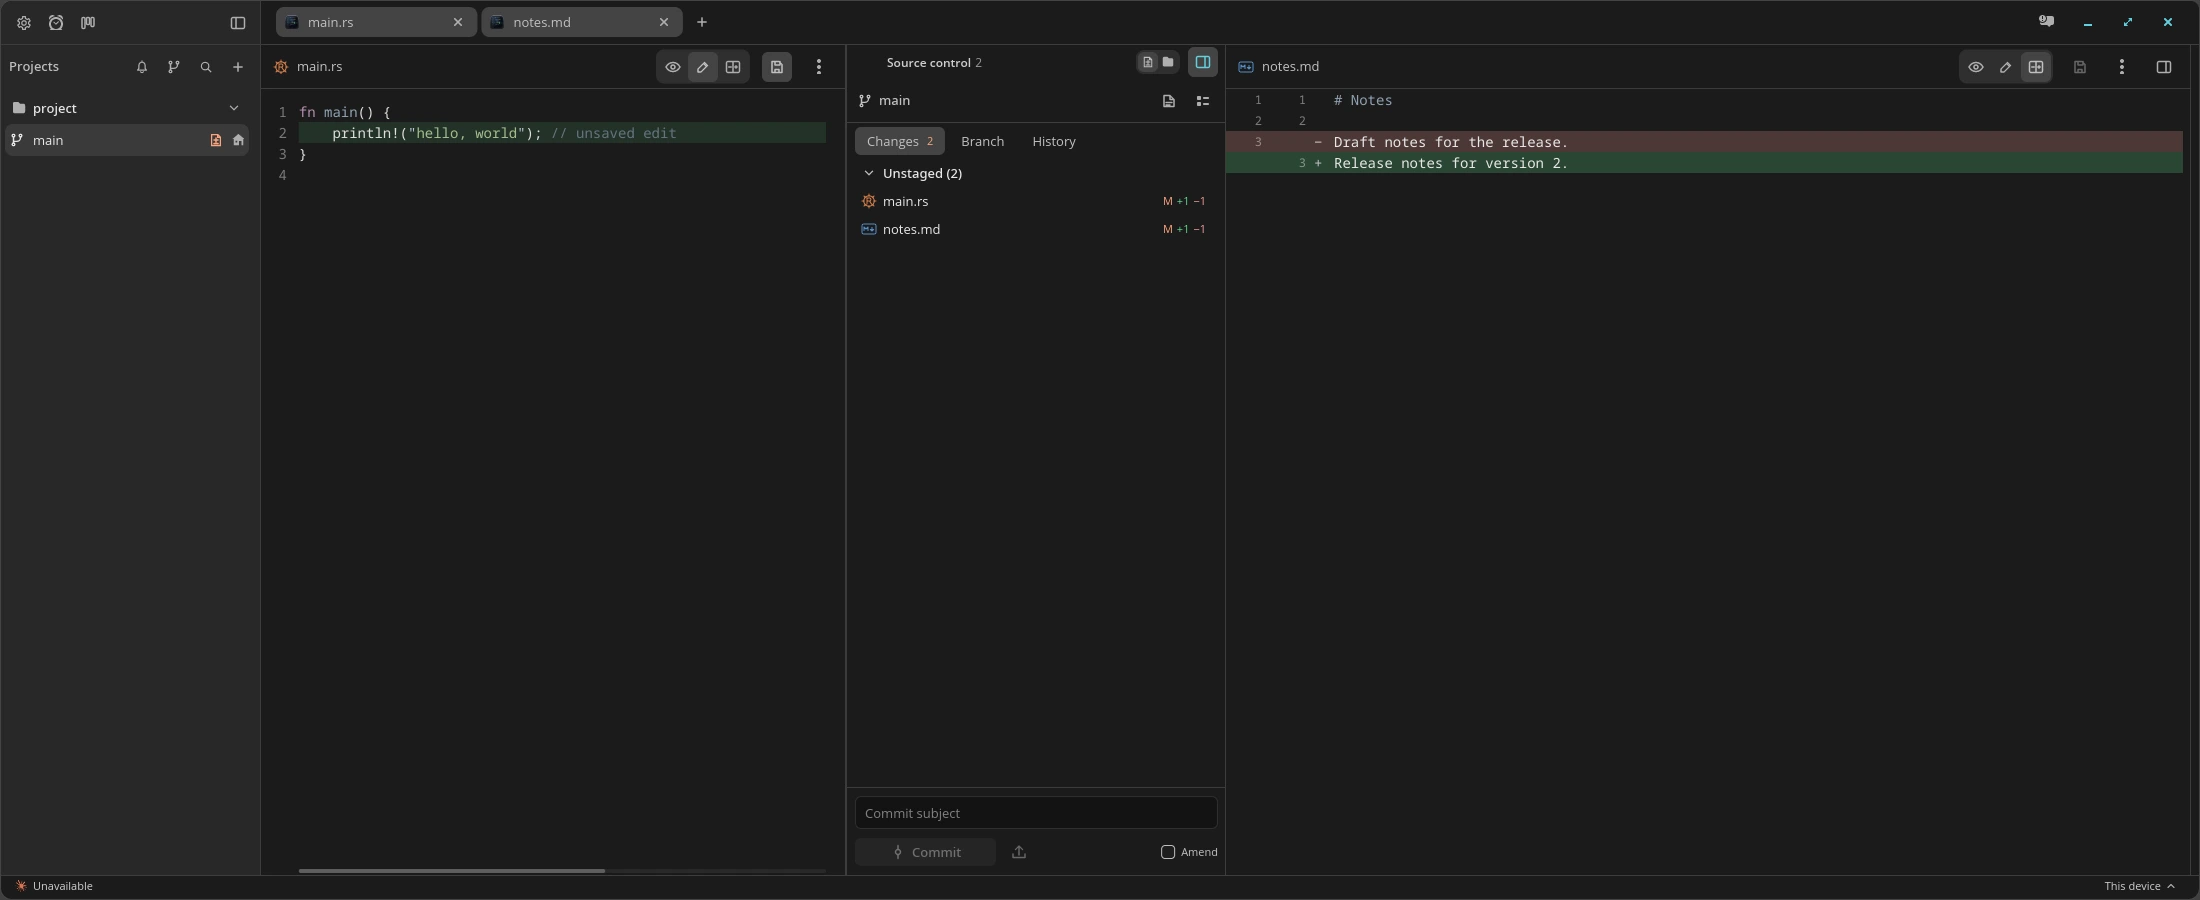 main.rs
notes.md
Projects
project
main
main.rs
1 fn main() {
2 println!("hello, world"); // unsaved edit
3 }
4
Source control 2
main
Changes 2 Branch History
Unstaged (2)
main.rs M +1 −1
notes.md M +1 −1
Commit subject
Commit
Amend
notes.md
1 1 # Notes
2 2
3 − Draft notes for the release.
3 + Release notes for version 2.
Unavailable
This device